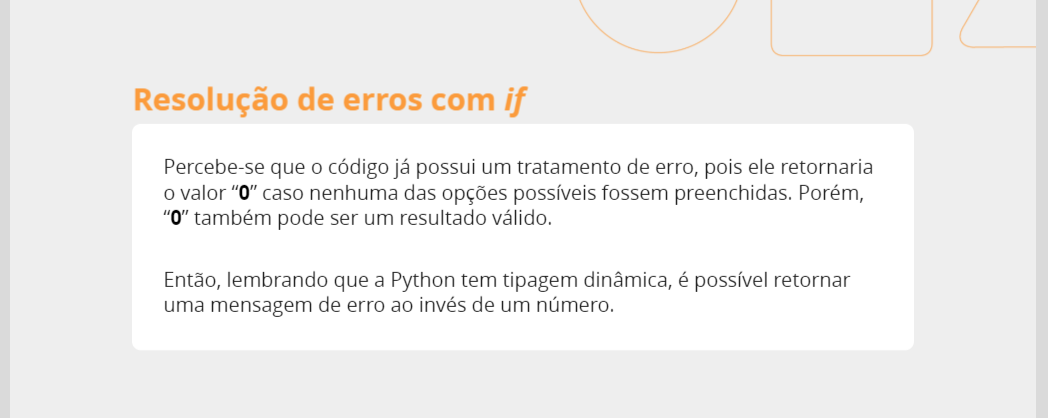 Resolução de erros com if
Percebe-se que o código já possui um tratamento de erro, pois ele retornaria
o valor “0” caso nenhuma das opções possíveis fossem preenchidas. Porém,
“0” também pode ser um resultado válido.
Então, lembrando que a Python tem tipagem dinâmica, é possível retornar
uma mensagem de erro ao invés de um número.